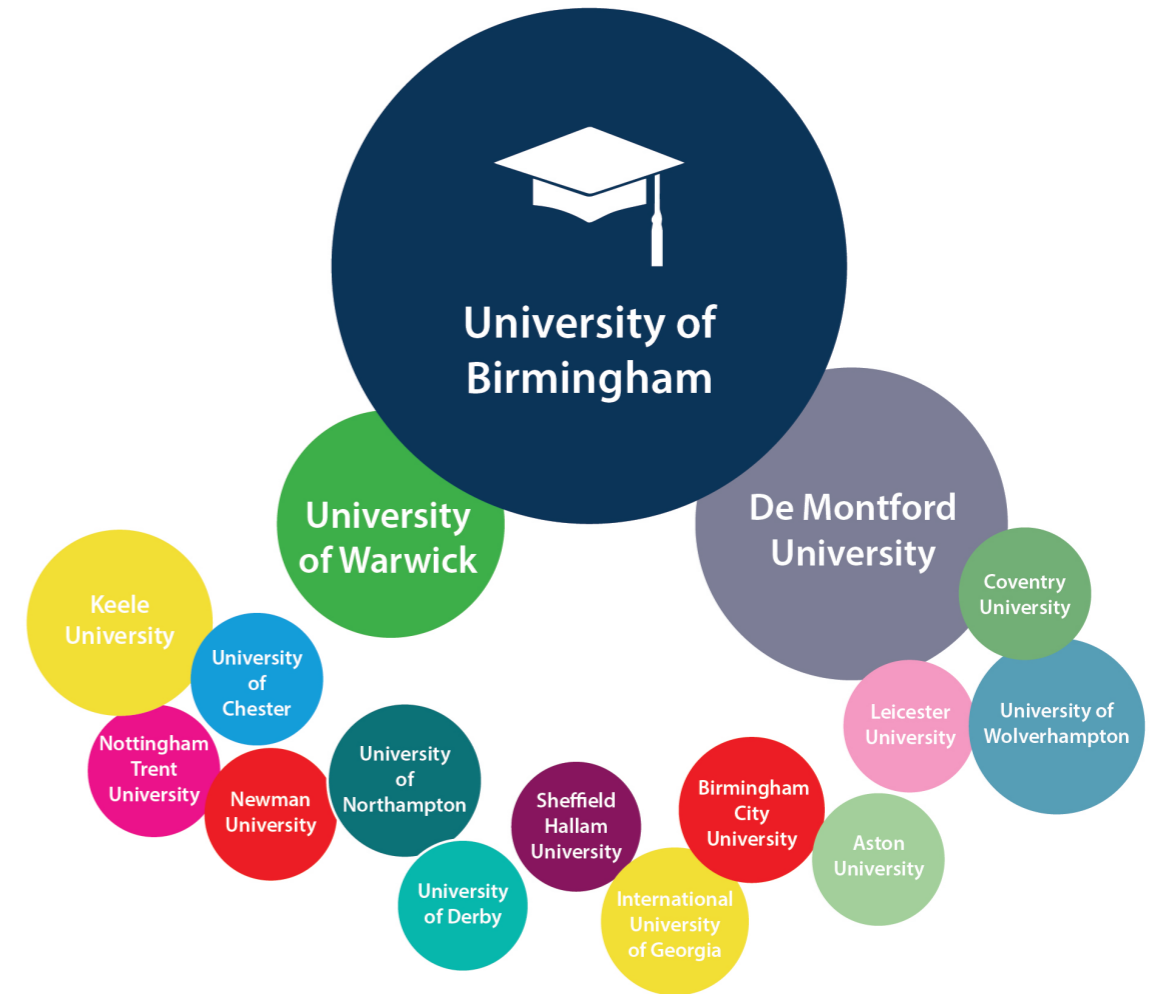 University of
Birmingham
University
of Warwick
De Montford
University
Keele
University
Coventry
University
University
of
Chester
Leicester
University
University of
Wolverhampton
Nottingham
Trent
University
Newman
University
University
of
Northampton
Sheffield
Hallam
University
Birmingham
City
University
Aston
University
University
of Derby
International
University
of Georgia